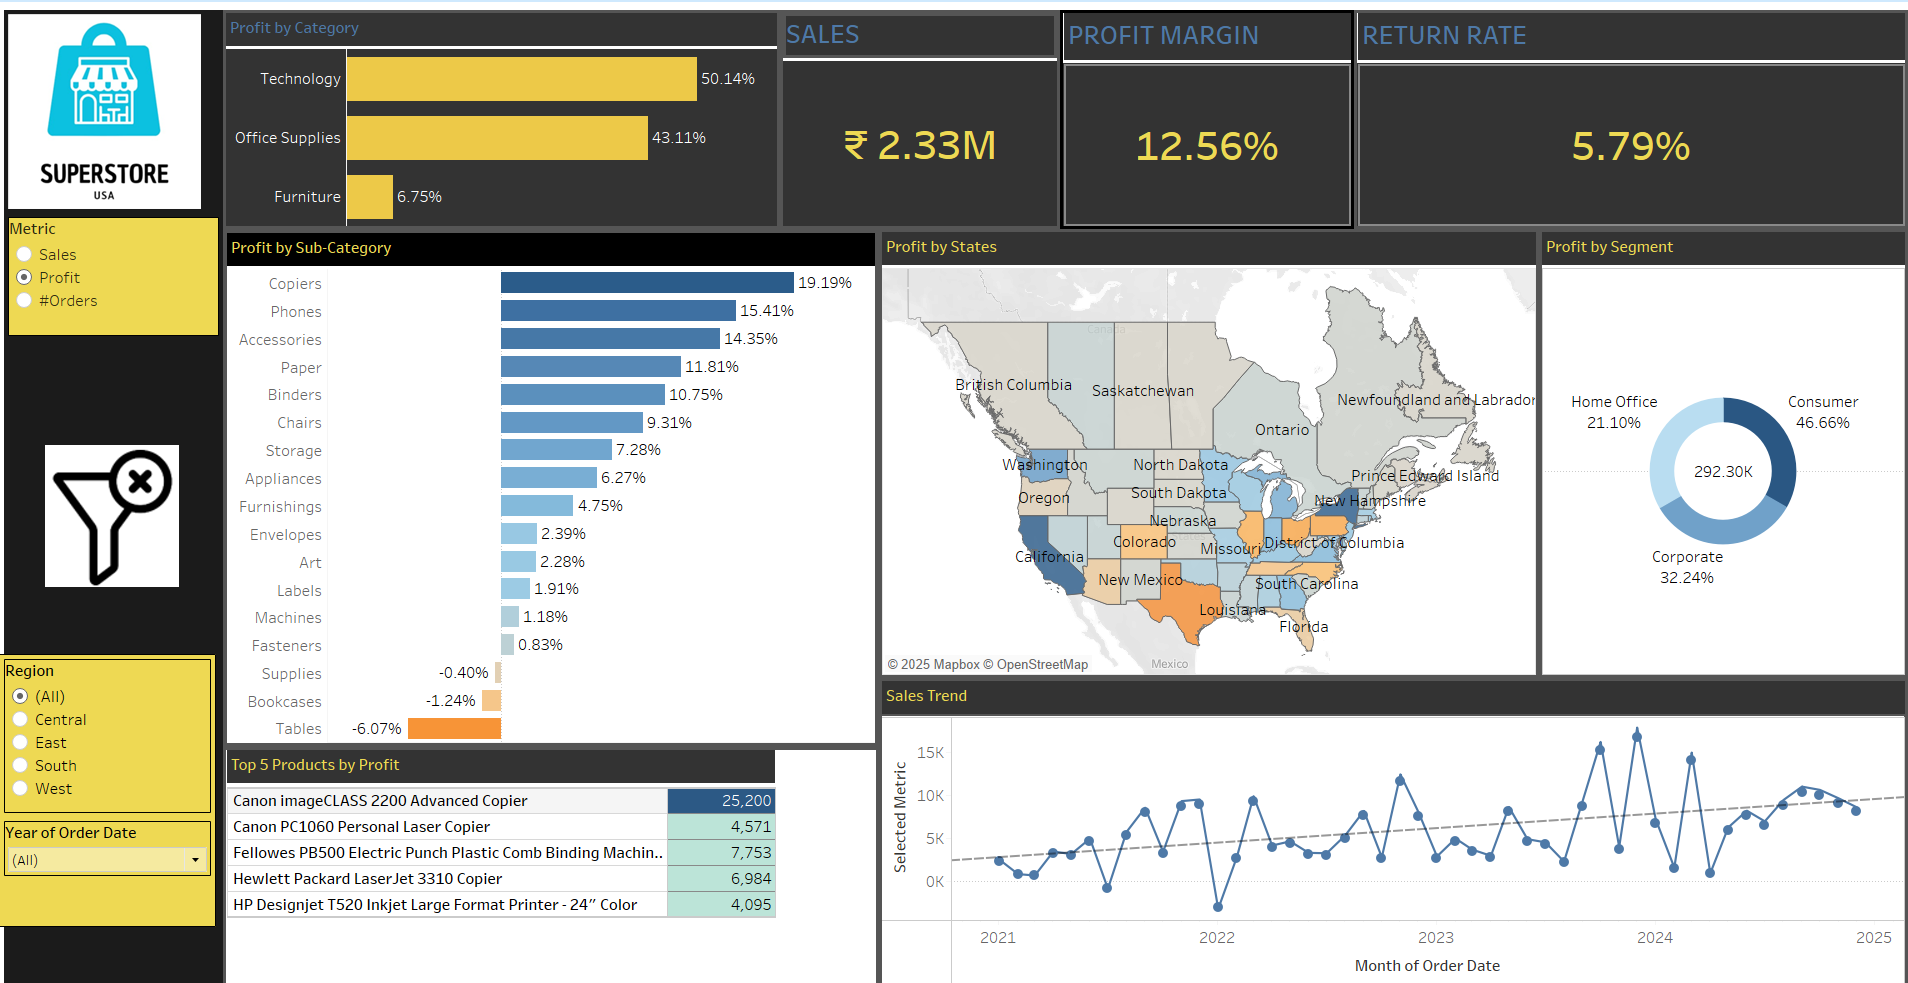 SUPERSTORE
USA
Metric
Sales
Profit
#Orders
Region
(All)
Central
East
South
West
Year of Order Date
(All)
Profit by Category
Technology 50.14%
Office Supplies 43.11%
Furniture 6.75%
SALES
₹ 2.33M
PROFIT MARGIN
12.56%
RETURN RATE
5.79%
Profit by Sub-Category
Copiers 19.19%
Phones 15.41%
Accessories 14.35%
Paper 11.81%
Binders 10.75%
Chairs 9.31%
Storage 7.28%
Appliances 6.27%
Furnishings 4.75%
Envelopes 2.39%
Art 2.28%
Labels 1.91%
Machines 1.18%
Fasteners 0.83%
Supplies -0.40%
Bookcases -1.24%
Tables -6.07%
Top 5 Products by Profit
Canon imageCLASS 2200 Advanced Copier 25,200
Canon PC1060 Personal Laser Copier 4,571
Fellowes PB500 Electric Punch Plastic Comb Binding Machin.. 7,753
Hewlett Packard LaserJet 3310 Copier 6,984
HP Designjet T520 Inkjet Large Format Printer - 24" Color 4,095
Profit by States
Canada
British Columbia
Saskatchewan
Newfoundland and Labrador
Ontario
Washington
North Dakota
Prince Edward Island
Oregon
South Dakota
New Hampshire
Nebraska
Colorado
Missouri
District of Columbia
California
New Mexico
South Carolina
Louisiana
Florida
Mexico
© 2025 Mapbox © OpenStreetMap
Profit by Segment
Home Office
21.10%
Consumer
46.66%
292.30K
Corporate
32.24%
Sales Trend
Selected Metric
15K
10K
5K
0K
2021 2022 2023 2024 2025
Month of Order Date